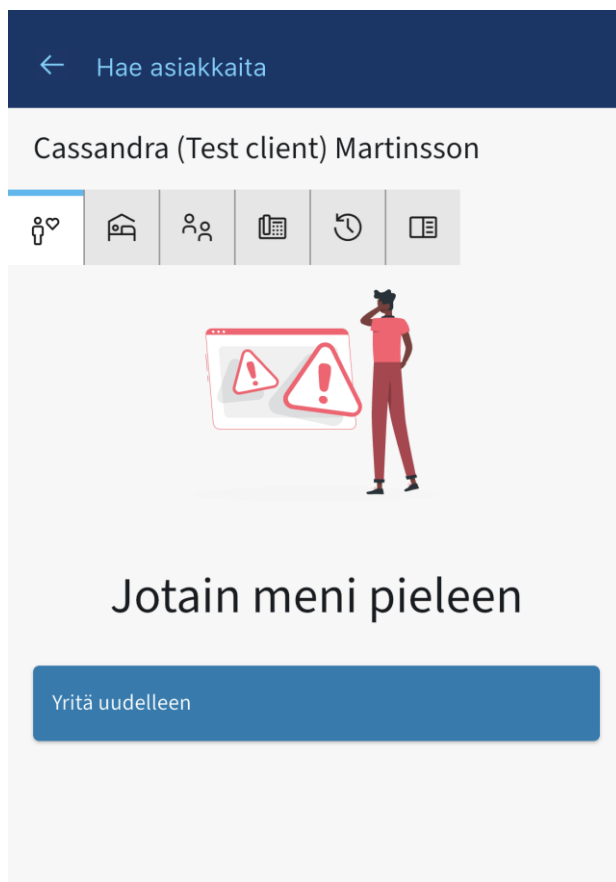 Hae asiakkaita
Cassandra (Test client) Martinsson
Jotain meni pieleen
Yritä uudelleen